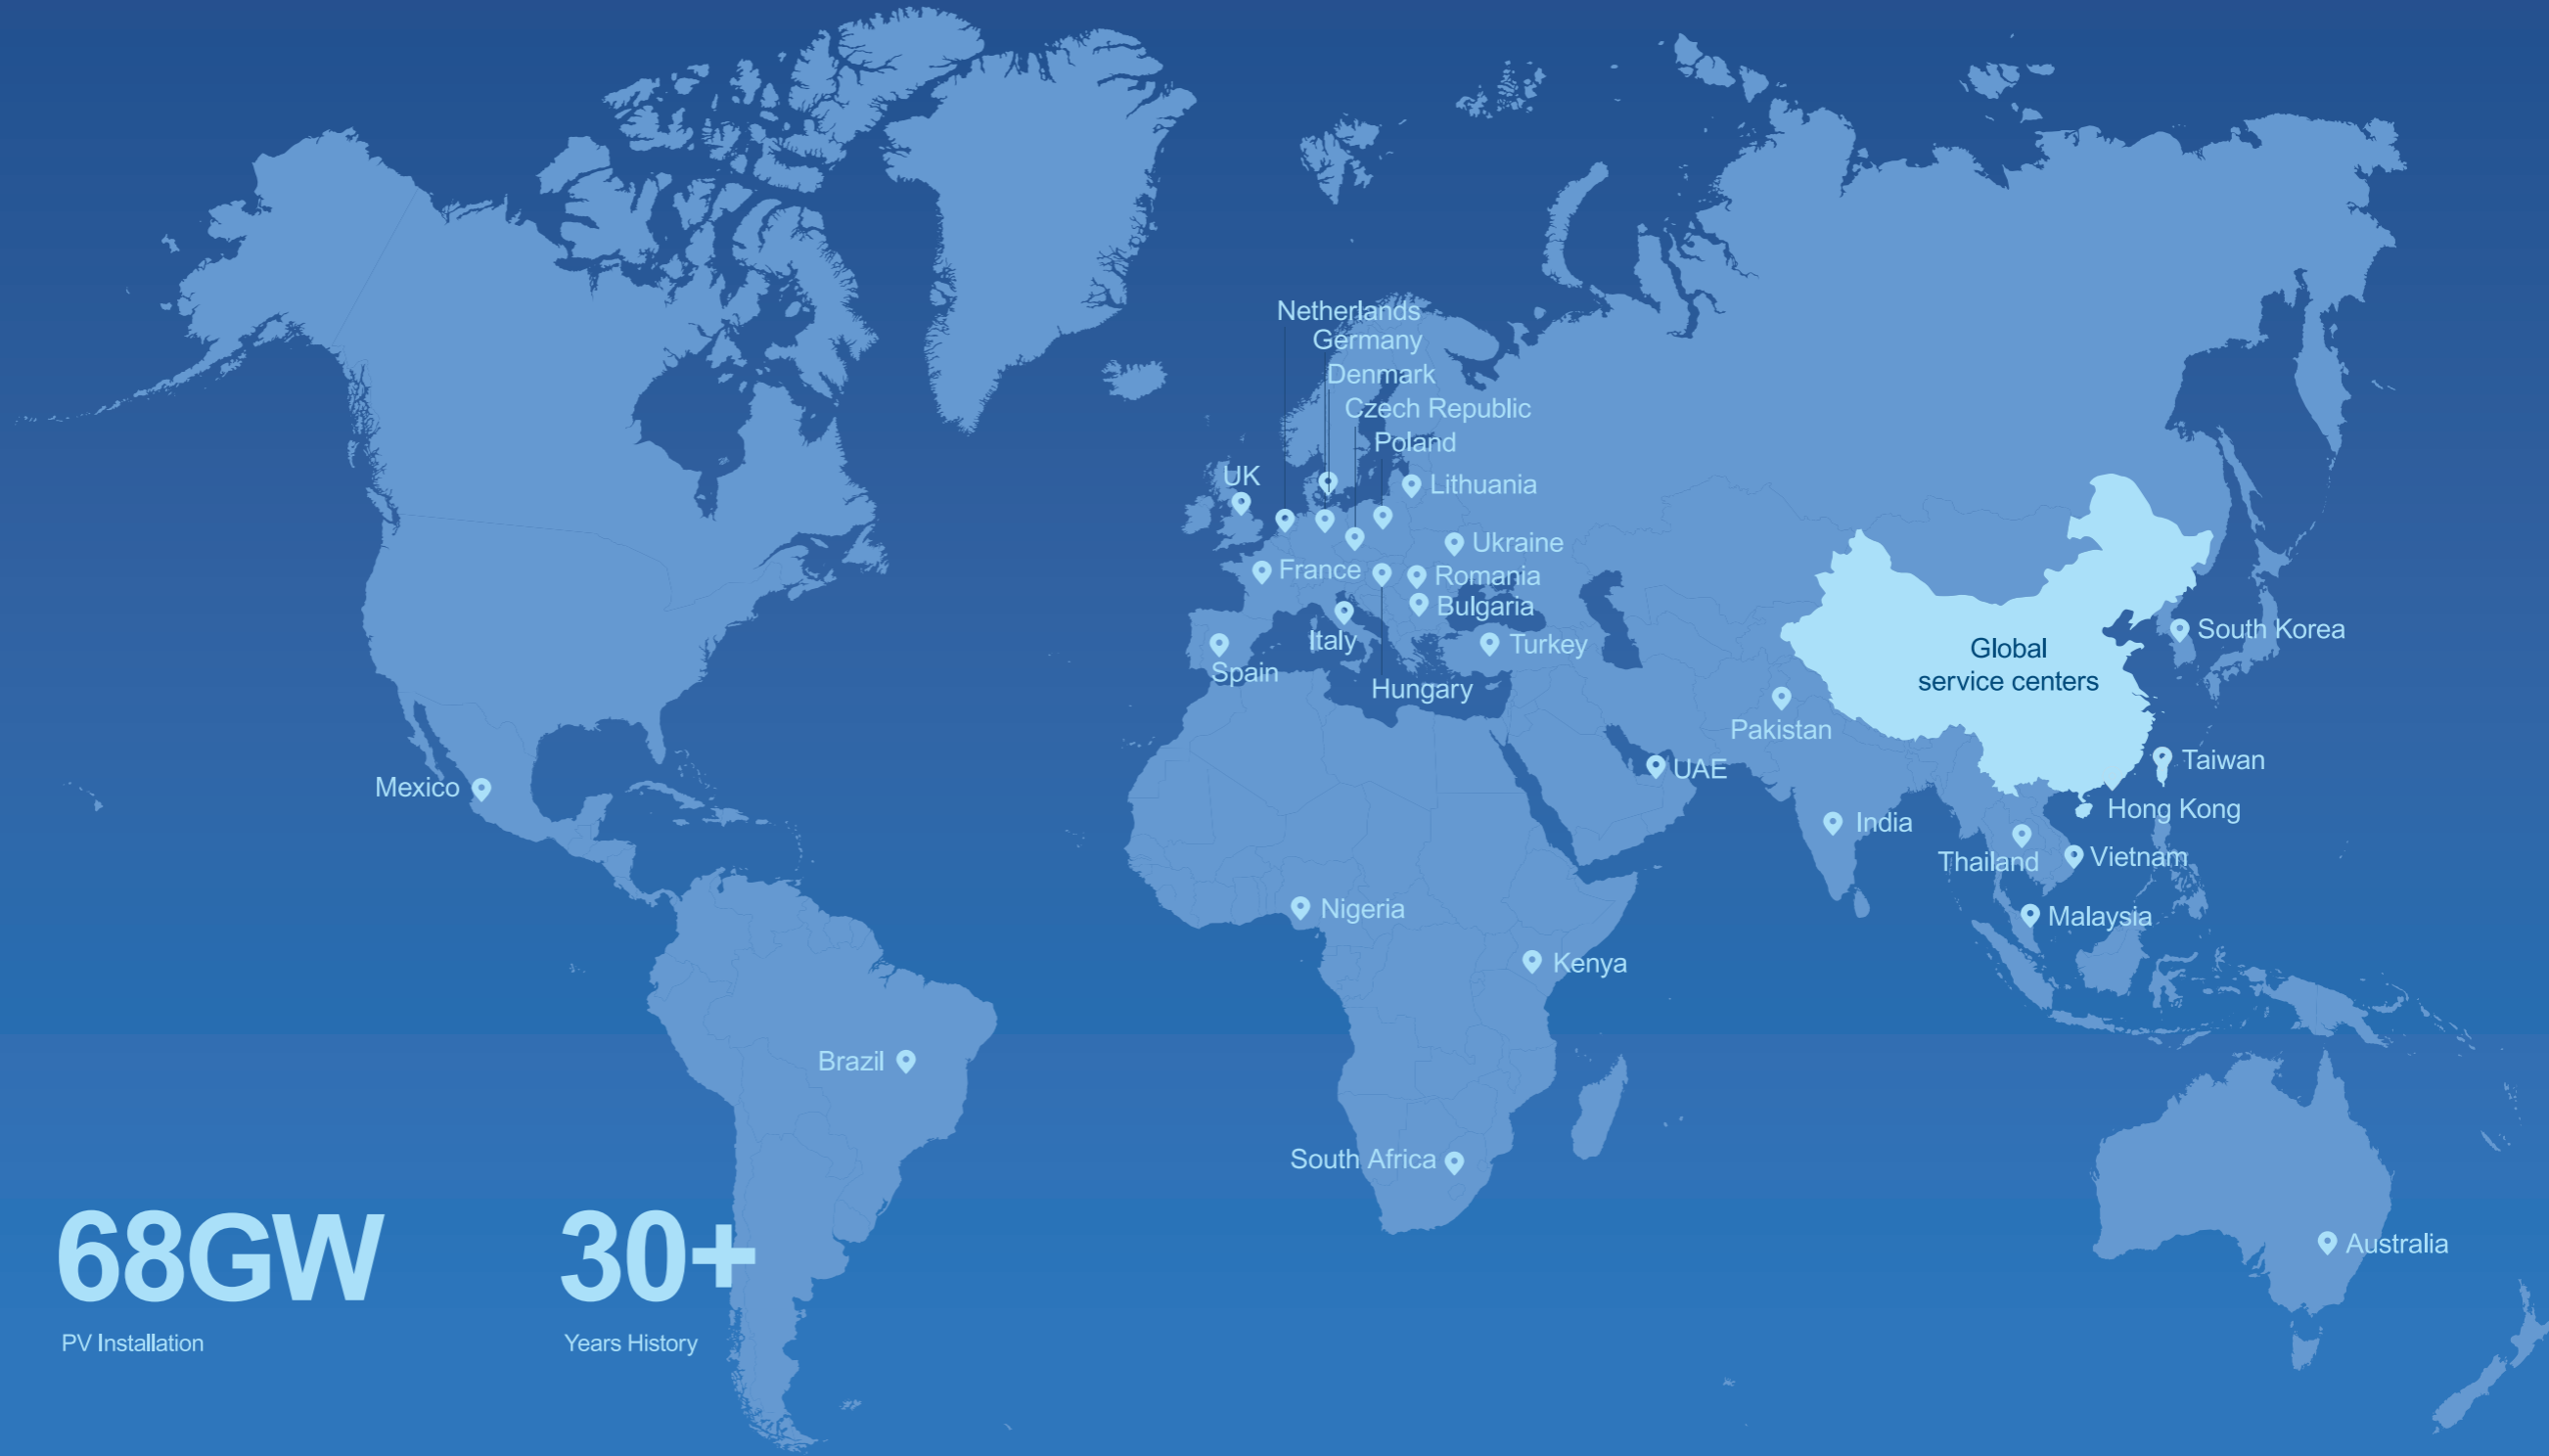 Netherlands
Germany
Denmark
Czech Republic
Poland
UK
Lithuania
Ukraine
France
Romania
Bulgaria
Italy
Turkey
Spain
Hungary
Global
service centers
South Korea
Pakistan
UAE
Taiwan
Mexico
Hong Kong
India
Thailand
Vietnam
Nigeria
Malaysia
Kenya
Brazil
South Africa
Australia
68GW
PV Installation
30+
Years History